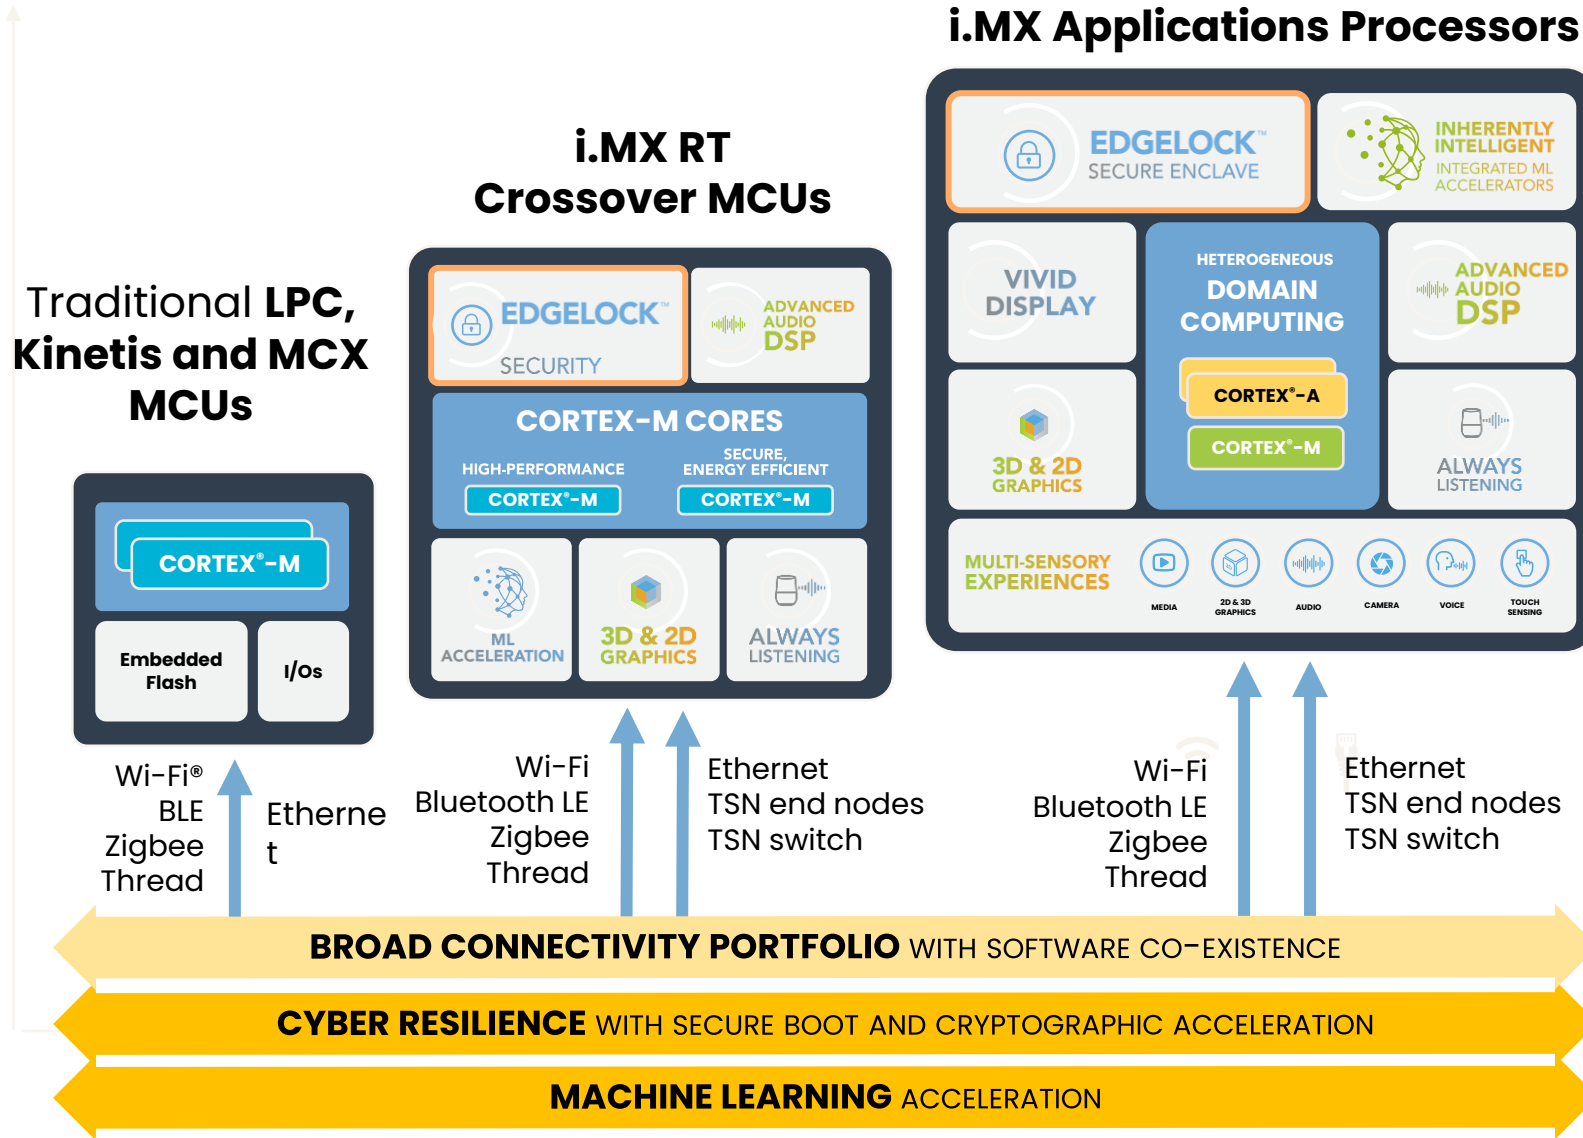 i.MX Applications Processors
EDGELOCK™
SECURE ENCLAVE
INHERENTLY
INTELLIGENT
INTEGRATED ML
ACCELERATORS
VIVID
DISPLAY
HETEROGENEOUS
DOMAIN
COMPUTING
CORTEX®-A
CORTEX®-M
ADVANCED
AUDIO
DSP
3D & 2D
GRAPHICS
ALWAYS
LISTENING
MULTI-SENSORY
EXPERIENCES
MEDIA
2D & 3D
GRAPHICS
AUDIO
CAMERA
VOICE
TOUCH
SENSING
i.MX RT
Crossover MCUs
EDGELOCK™
SECURITY
ADVANCED
AUDIO
DSP
CORTEX-M CORES
HIGH-PERFORMANCE
CORTEX®-M
SECURE,
ENERGY EFFICIENT
CORTEX®-M
ML
ACCELERATION
3D & 2D
GRAPHICS
ALWAYS
LISTENING
Traditional LPC,
Kinetis and MCX
MCUs
CORTEX®-M
Embedded
Flash
I/Os
Wi-Fi®
BLE
Zigbee
Thread
Etherne
t
Wi-Fi
Bluetooth LE
Zigbee
Thread
Ethernet
TSN end nodes
TSN switch
Wi-Fi
Bluetooth LE
Zigbee
Thread
Ethernet
TSN end nodes
TSN switch
BROAD CONNECTIVITY PORTFOLIO WITH SOFTWARE CO-EXISTENCE
CYBER RESILIENCE WITH SECURE BOOT AND CRYPTOGRAPHIC ACCELERATION
MACHINE LEARNING ACCELERATION